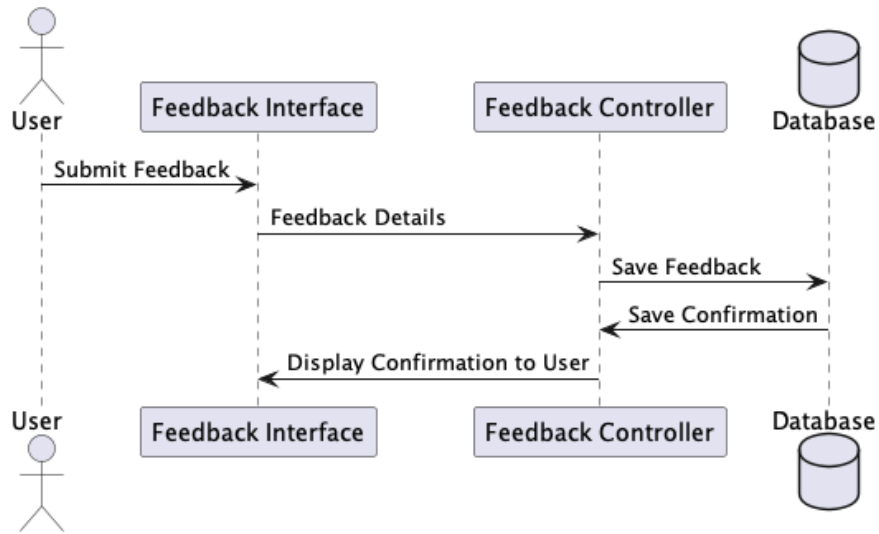 User
Feedback Interface
Feedback Controller
Database
Submit Feedback
Feedback Details
Save Feedback
Save Confirmation
Display Confirmation to User
User
Feedback Interface
Feedback Controller
Database